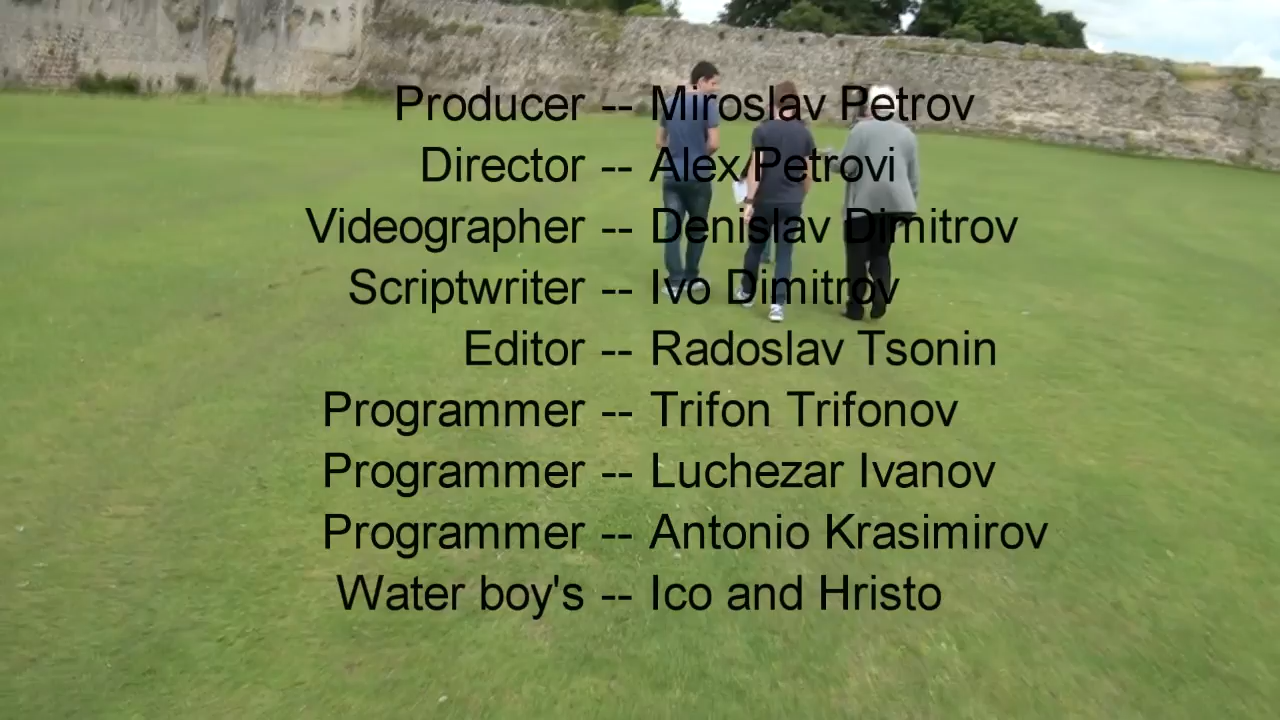 Producer -- Miroslav Petrov
Director -- Alex Petrovi
Videographer -- Denislav Dimitrov
Scriptwriter -- Ivo Dimitrov
Editor -- Radoslav Tsonin
Programmer -- Trifon Trifonov
Programmer -- Luchezar Ivanov
Programmer -- Antonio Krasimirov
Water boy's -- Ico and Hristo